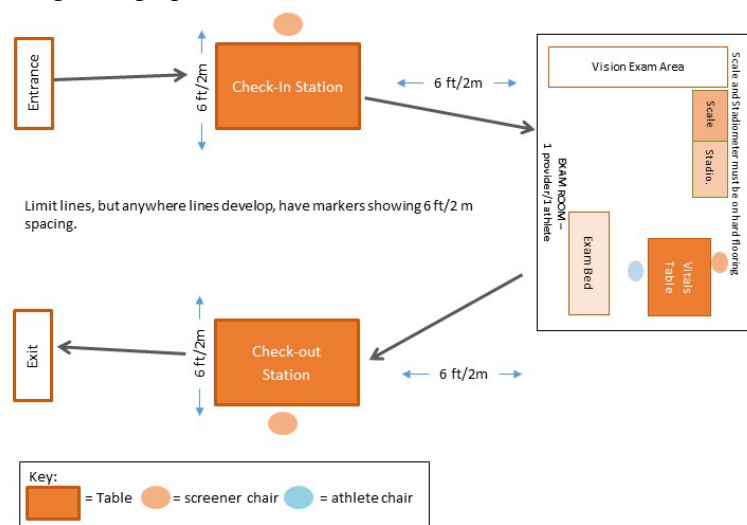 Entrance
6 ft/2m
Check-In Station
6 ft/2m
Vision Exam Area
Scale
Stadio.
Scale and Stadiometer must be on hard flooring
EXAM ROOM –
1 provider/1 athlete
Exam Bed
Vitals
Table
Limit lines, but anywhere lines develop, have markers showing 6 ft/2 m
spacing.
Exit
6 ft/2m
Check-out
Station
6 ft/2m
Key:
= Table
= screener chair
= athlete chair